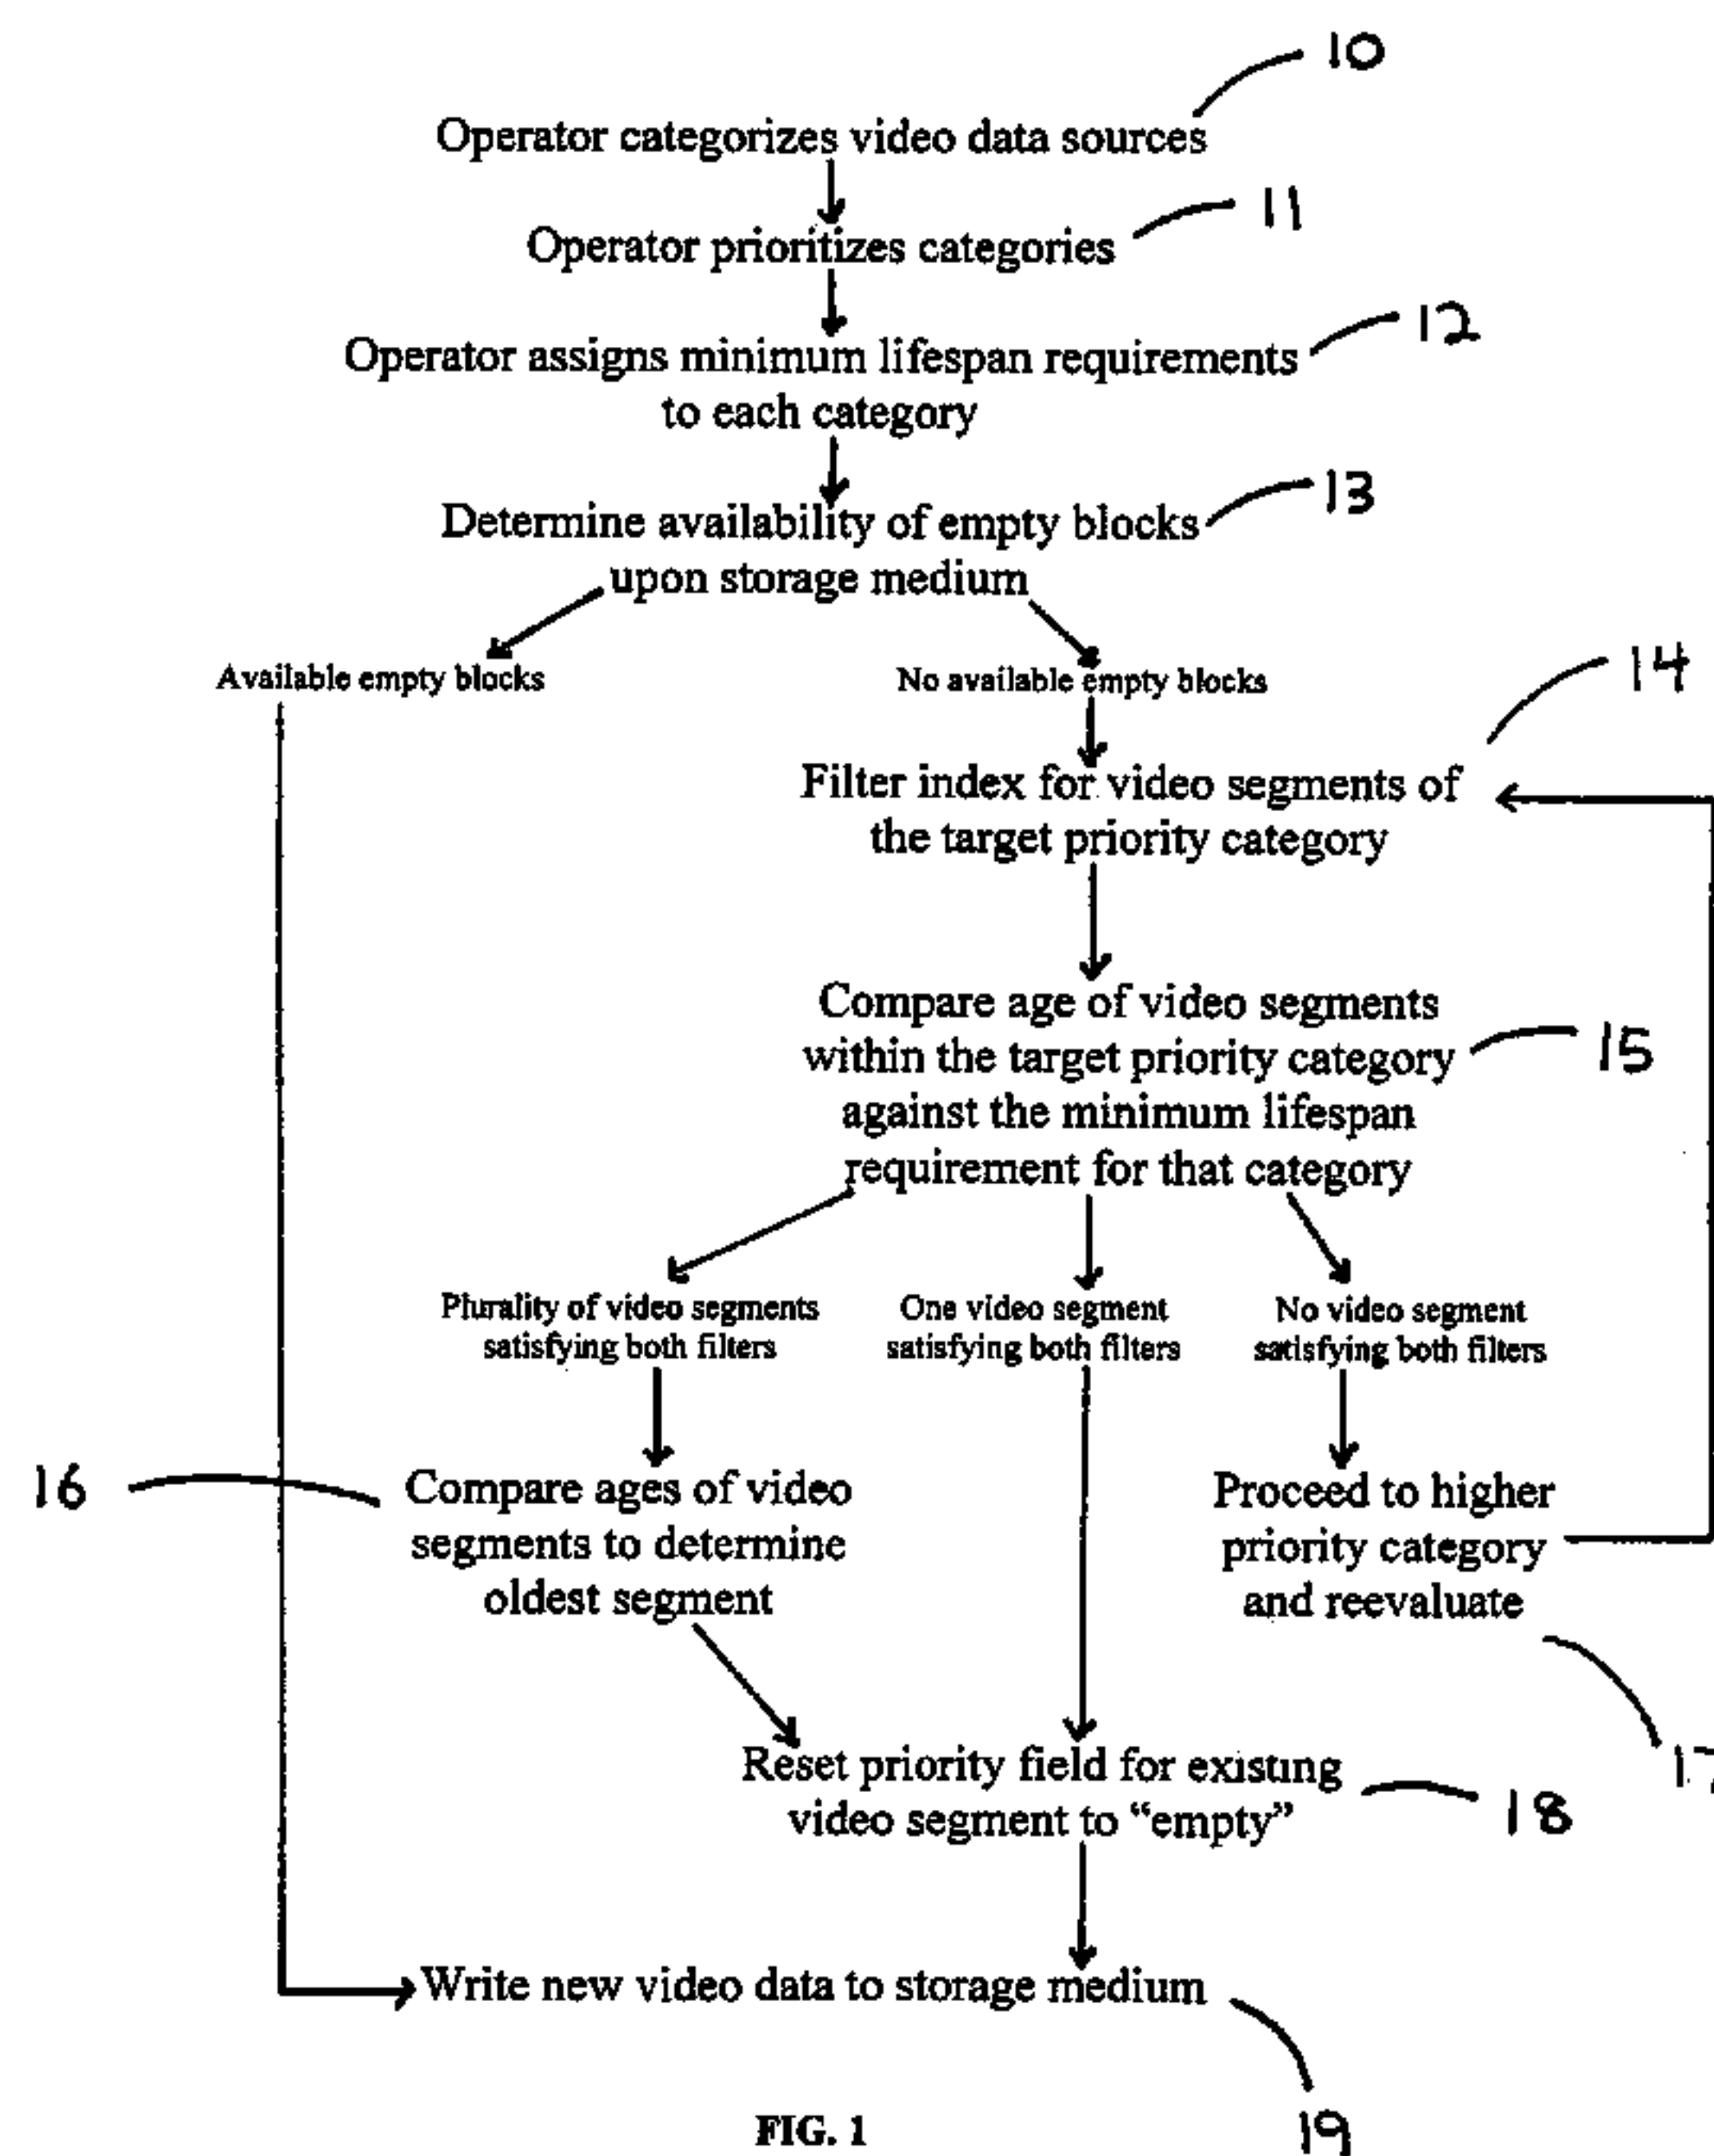 10
Operator categorizes video data sources
11
Operator prioritizes categories
12
Operator assigns minimum lifespan requirements
to each category
13
Determine availability of empty blocks
upon storage medium
Available empty blocks
No available empty blocks
14
Filter index for video segments of
the target priority category
Compare age of video segments
within the target priority category
15
against the minimum lifespan
requirement for that category
Plurality of video segments
satisfying both filters
One video segment
satisfying both filters
No video segment
satisfying both filters
16
Compare ages of video
segments to determine
oldest segment
Proceed to higher
priority category
and reevaluate
17
Reset priority field for existing
video segment to “empty”
18
Write new video data to storage medium
19
FIG. 1